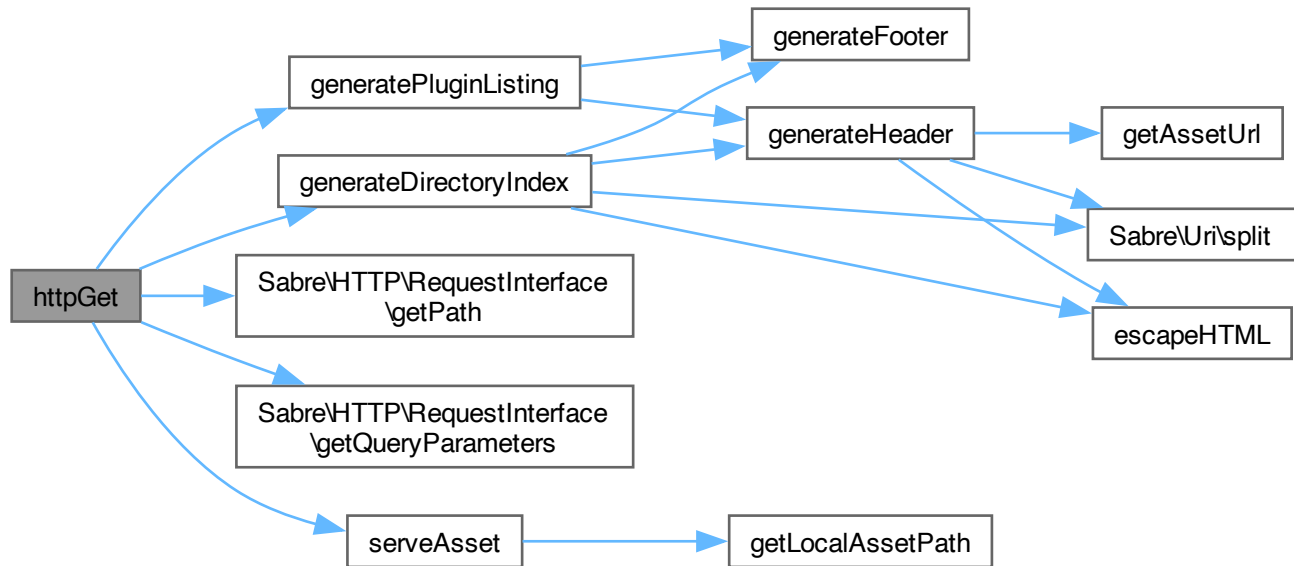 generateFooter
generatePluginListing
generateHeader
getAssetUrl
generateDirectoryIndex
Sabre\Uri\split
httpGet
Sabre\HTTP\RequestInterface
\getPath
escapeHTML
Sabre\HTTP\RequestInterface
\getQueryParameters
serveAsset
getLocalAssetPath